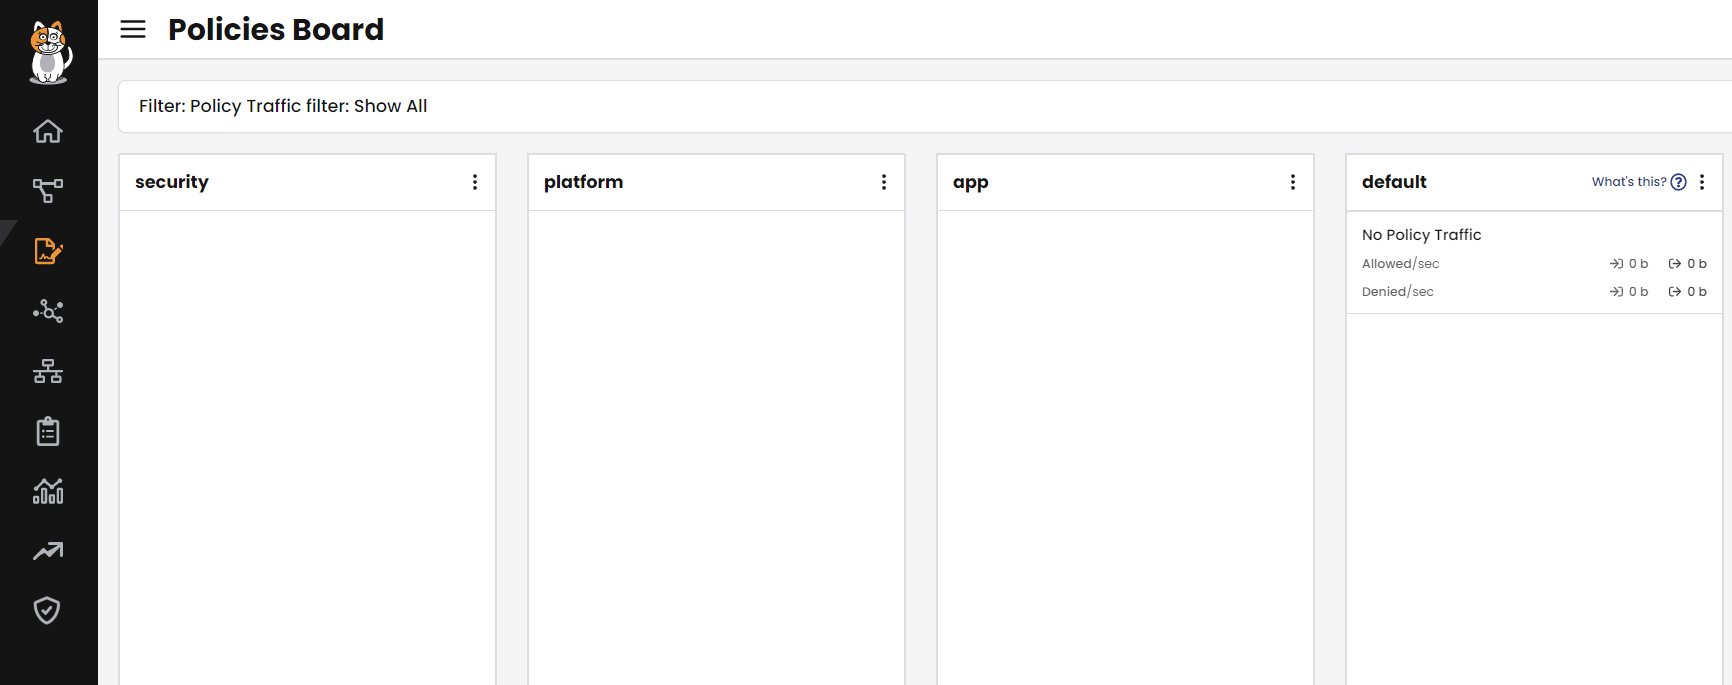 Policies Board
Filter: Policy Traffic filter: Show All
security
platform
app
default
What's this?
No Policy Traffic
Allowed/sec 0 b 0 b
Denied/sec 0 b 0 b